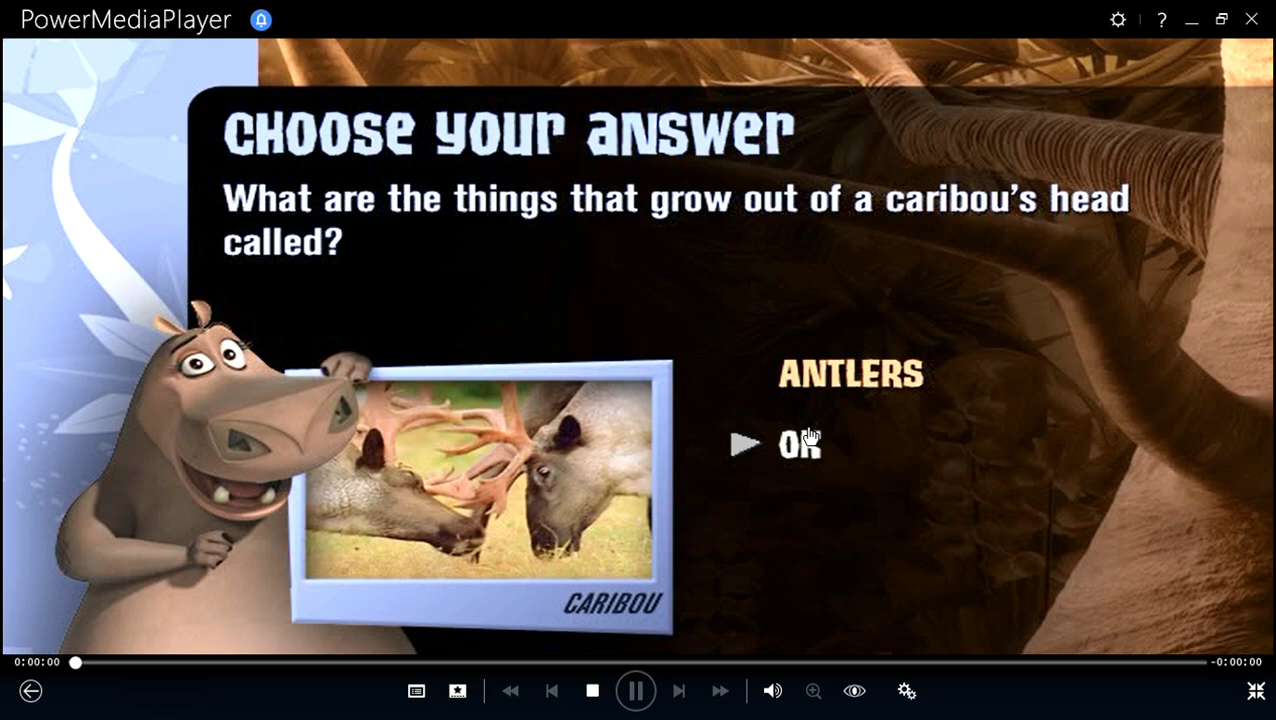 PowerMediaPlayer
?
CHOOSE YOUR ANSWER
What are the things that grow out of a caribou's head
called?
ANTLERS
OK
CARIBOU
0:00:00
-0:00:00